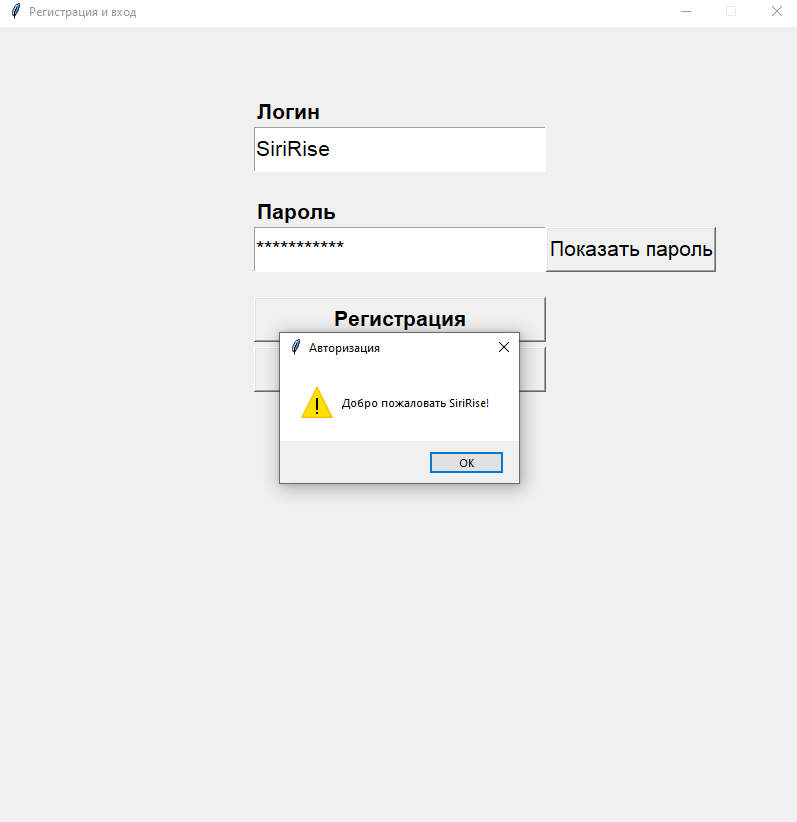 Регистрация и вход
Логин
SiriRise
Пароль
***********
Показать пароль
Регистрация
Авторизация
Добро пожаловать SiriRise!
OK